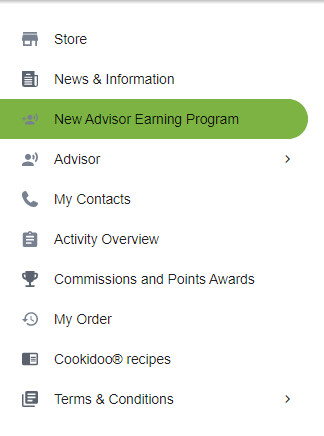 Store
News & Information
New Advisor Earning Program
Advisor
My Contacts
Activity Overview
Commissions and Points Awards
My Order
Cookidoo® recipes
Terms & Conditions